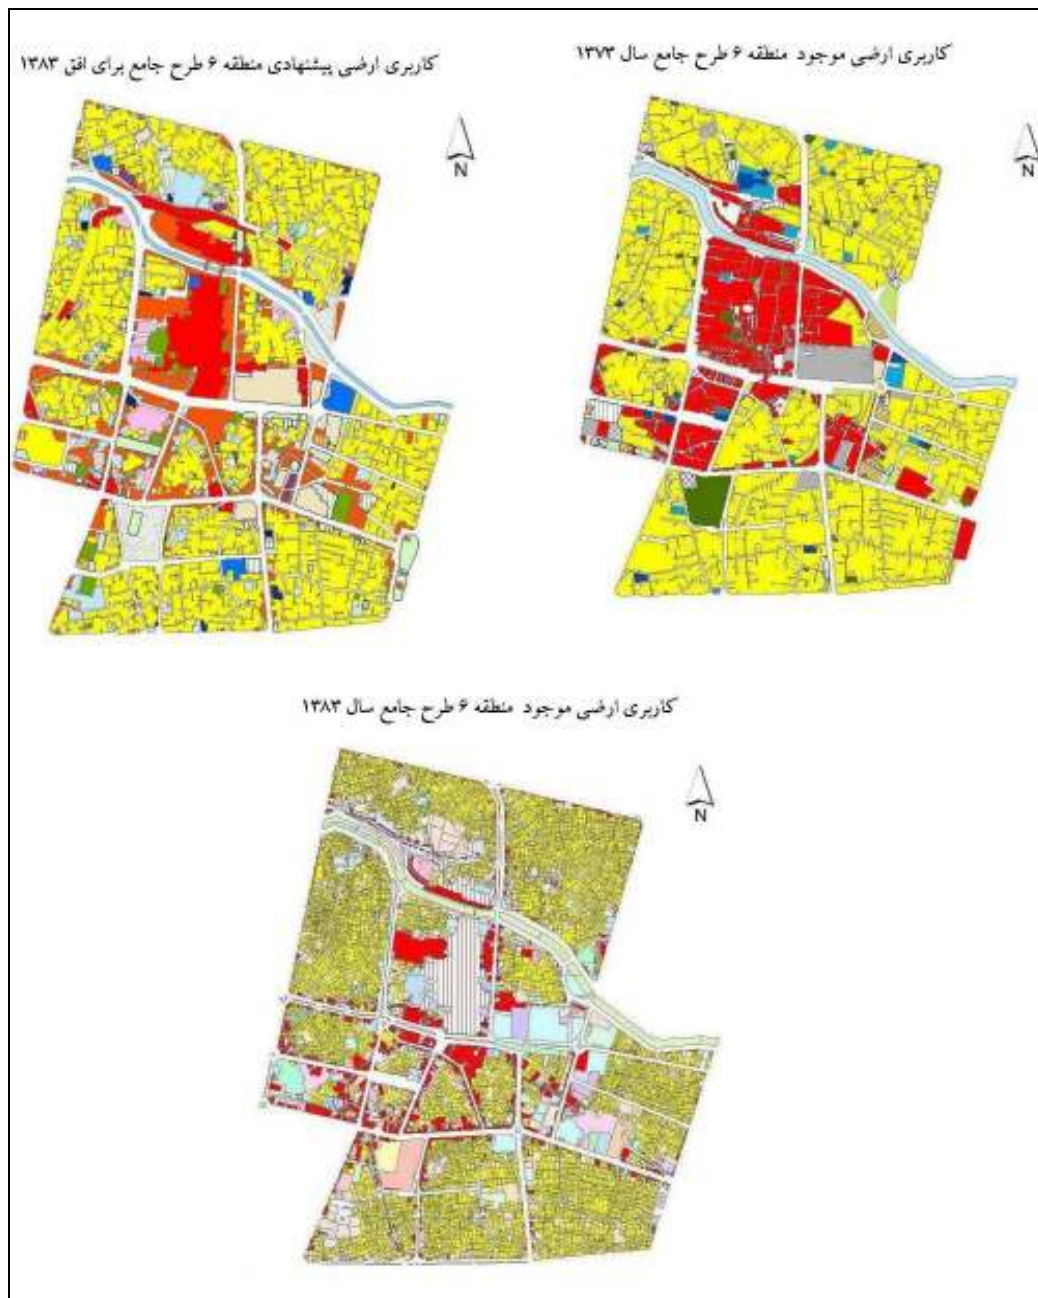 کاربری ارضی موجود منطقه ۶ طرح جامع سال ۱۳۷۳
کاربری ارضی پیشنهادی منطقه ۶ طرح جامع برای افق ۱۳۸۳
N
N
کاربری ارضی موجود منطقه ۶ طرح جامع سال ۱۳۸۳
N